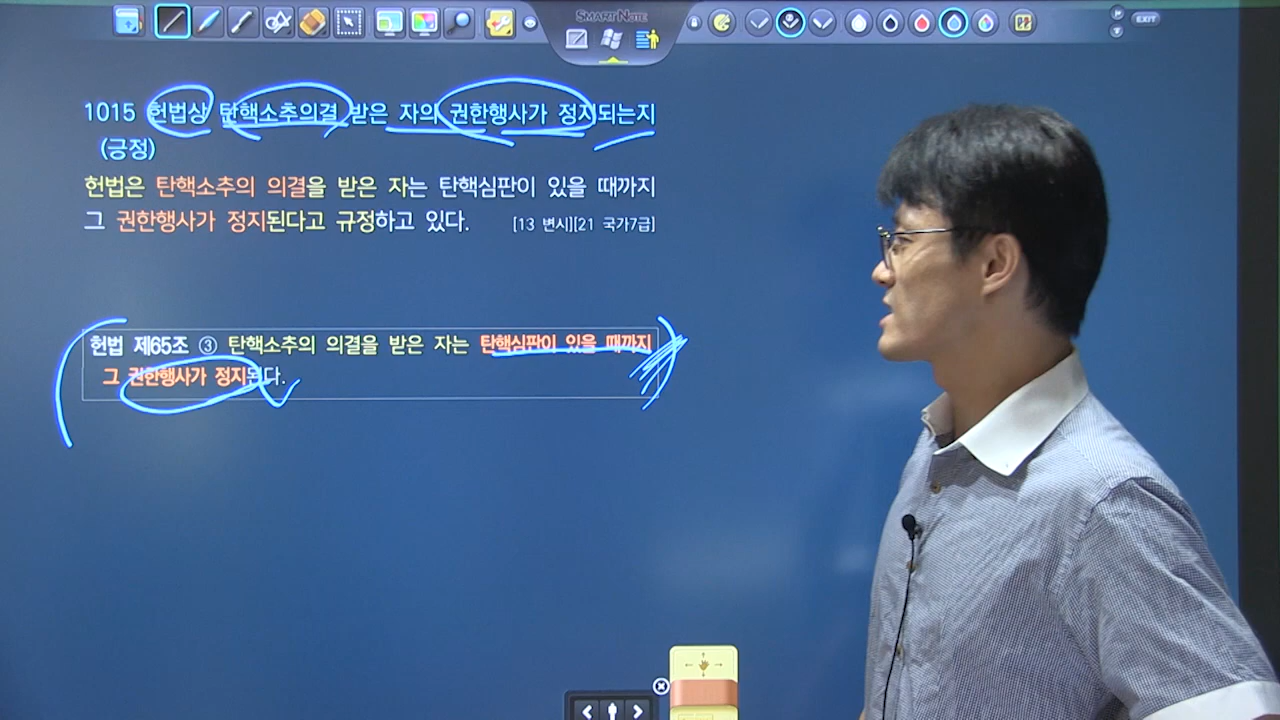 SMART NOTE
EXIT
1015 헌법상 탄핵소추의결 받은 자의 권한행사가 정지되는지
(긍정)
헌법은 탄핵소추의 의결을 받은 자는 탄핵심판이 있을 때까지
그 권한행사가 정지된다고 규정하고 있다. [13 변시][21 국가7급]
헌법 제65조 ③ 탄핵소추의 의결을 받은 자는 탄핵심판이 있을 때까지
그 권한행사가 정지된다.